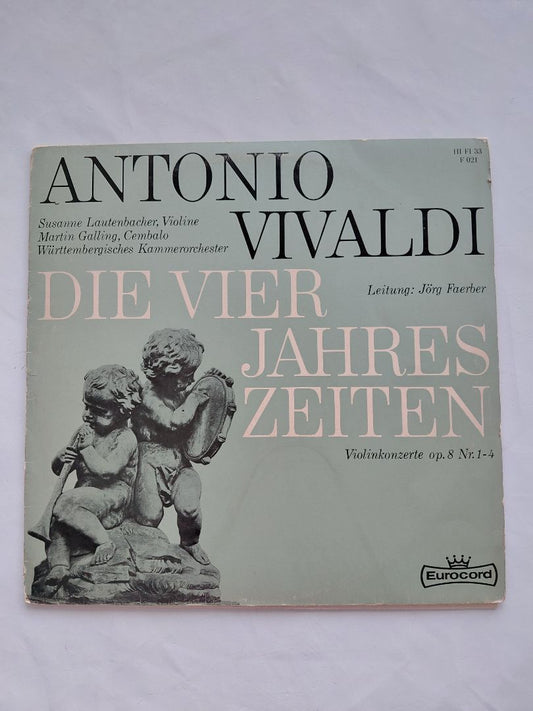 HI FI 33
F 021
ANTONIO
VIVALDI
Susanne Lautenbacher, Violine
Martin Galling, Cembalo
Württembergisches Kammerorchester
Leitung: Jörg Faerber
DIE VIER
JAHRES
ZEITEN
Violinkonzerte op. 8 Nr. 1-4
Eurocord